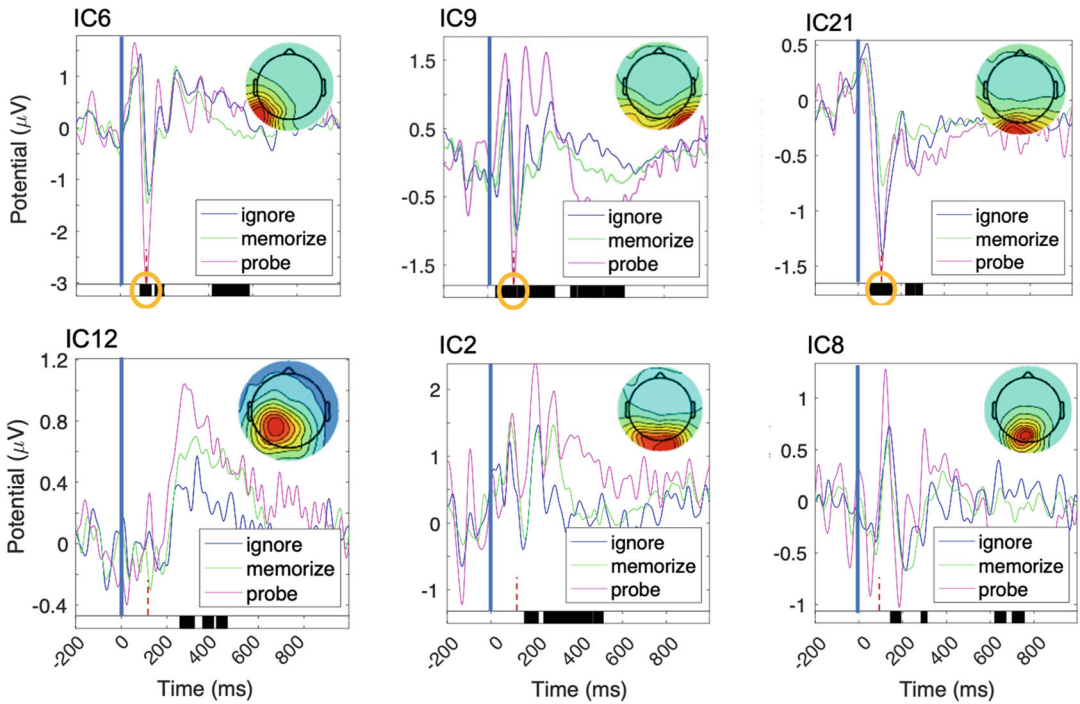 IC6
IC9
IC21
Potential (μV)
1
0
-1
-2
-3
ignore
memorize
probe
1.5
0.5
-0.5
-1.5
ignore
memorize
probe
0.5
0
-0.5
-1
-1.5
ignore
memorize
probe
IC12
IC2
IC8
Potential (μV)
1.2
0.8
0.4
0
-0.4
ignore
memorize
probe
-200
0
200
400
600
800
Time (ms)
2
1
0
-1
ignore
memorize
probe
-200
0
200
400
600
800
Time (ms)
1
0.5
0
-0.5
-1
ignore
memorize
probe
-200
0
200
400
600
800
Time (ms)